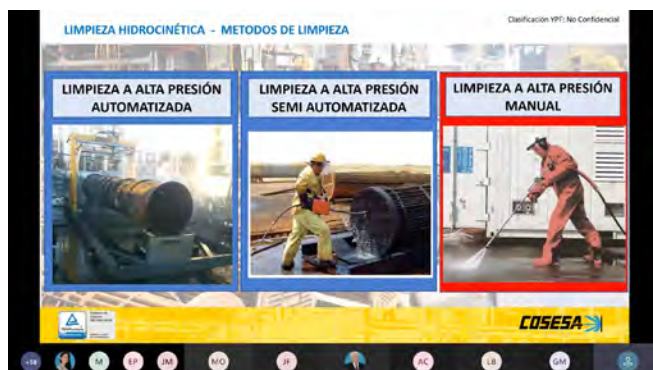 Clasificación YPF: No Confidencial
LIMPIEZA HIDROCINÉTICA - METODOS DE LIMPIEZA
LIMPIEZA A ALTA PRESIÓN
AUTOMATIZADA
LIMPIEZA A ALTA PRESIÓN
SEMI AUTOMATIZADA
LIMPIEZA A ALTA PRESIÓN
MANUAL
COSESA
M
EP
JM
MO
JF
AC
LB
GM